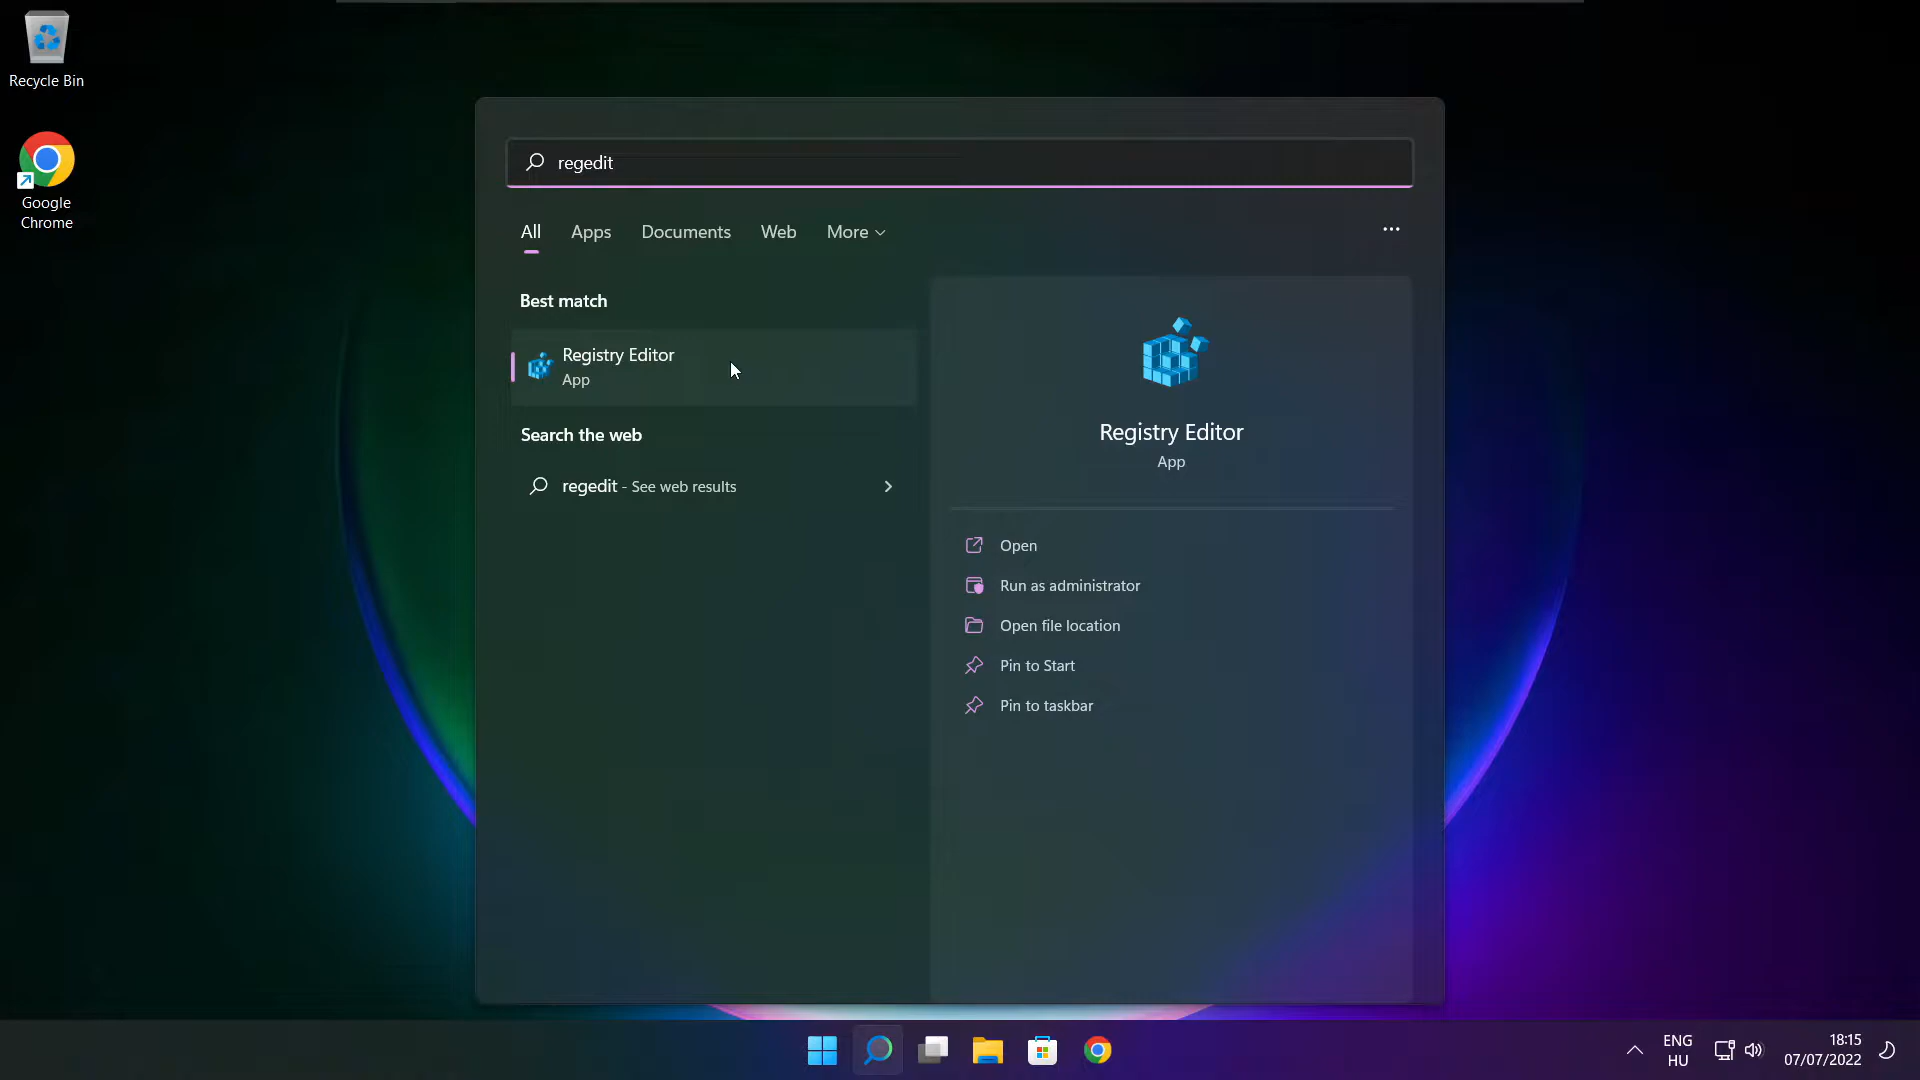 Recycle Bin
Google
Chrome
regedit
All Apps Documents Web More
Best match
Registry Editor
App
Search the web
regedit - See web results
Registry Editor
App
Open
Run as administrator
Open file location
Pin to Start
Pin to taskbar
ENG
HU
18:15
07/07/2022